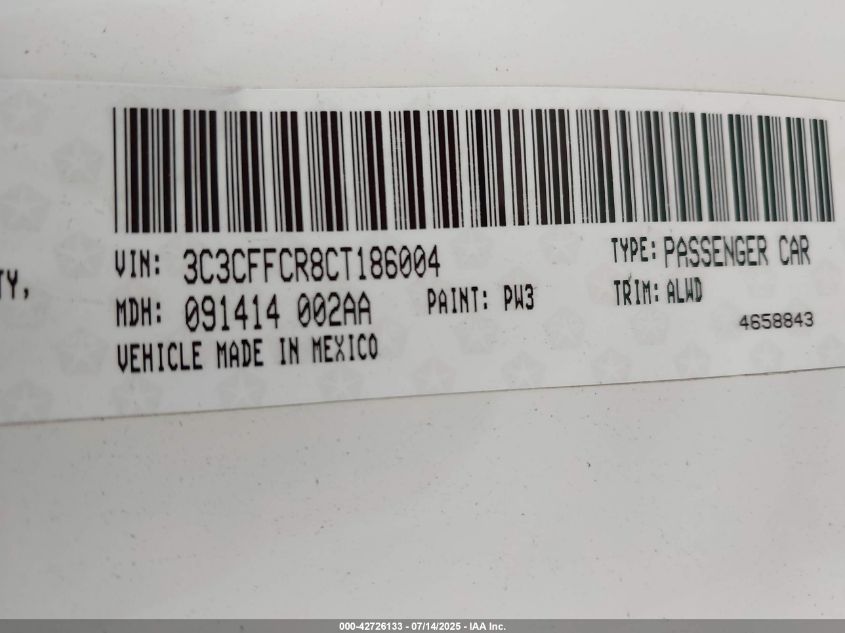 TY,
VIN: 3C3CFFCR8CT186004
TYPE: PASSENGER CAR
MDH: 091414 002AA
PAINT: PW3
TRIM: ALWD
VEHICLE MADE IN MEXICO
4658843
000-42726133 - 07/14/2025 - IAA Inc.